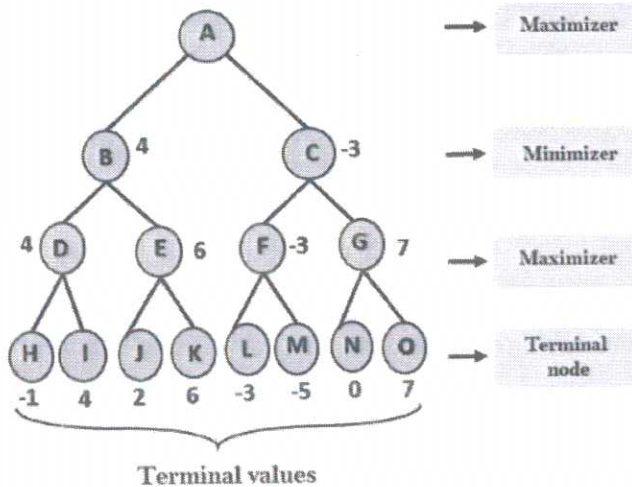 A
Maximizer
B 4
C -3
Minimizer
4 D
E 6
F -3
G 7
Maximizer
H I J K L M N O
Terminal
node
-1 4 2 6 -3 -5 0 7
Terminal values